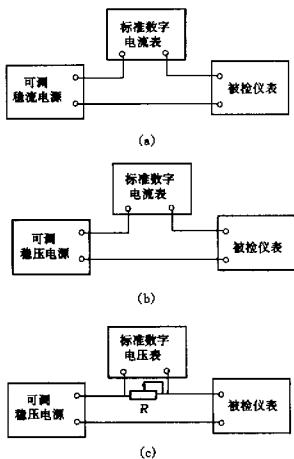 标准数字
电流表
可调
稳流电源
被检仪表
(a)
标准数字
电流表
可调
稳压电源
被检仪表
(b)
标准数字
电压表
可调
稳压电源
R
被检仪表
(c)